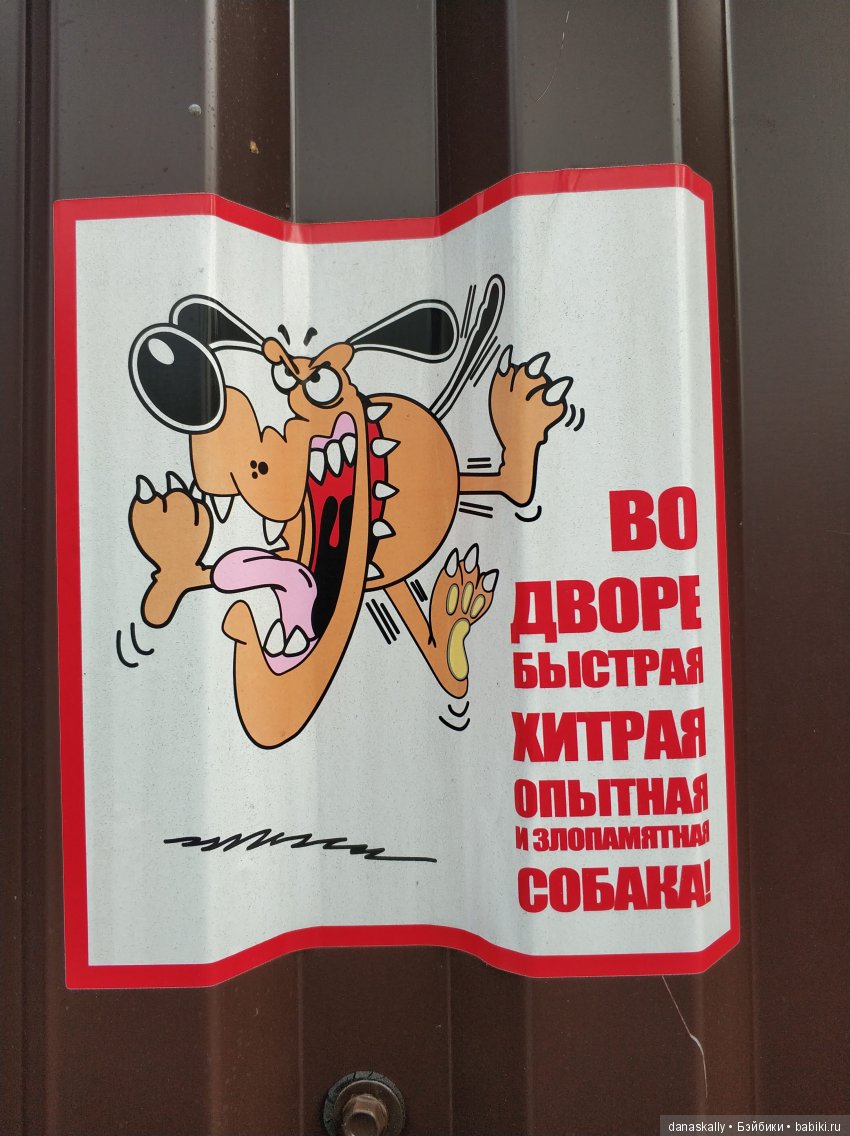 ВО
ДВОРЕ
БЫСТРАЯ
ХИТРАЯ
ОПЫТНАЯ
И ЗЛОПАМЯТНАЯ
СОБАКА!
danaskally • Бэйбики • babiki.ru